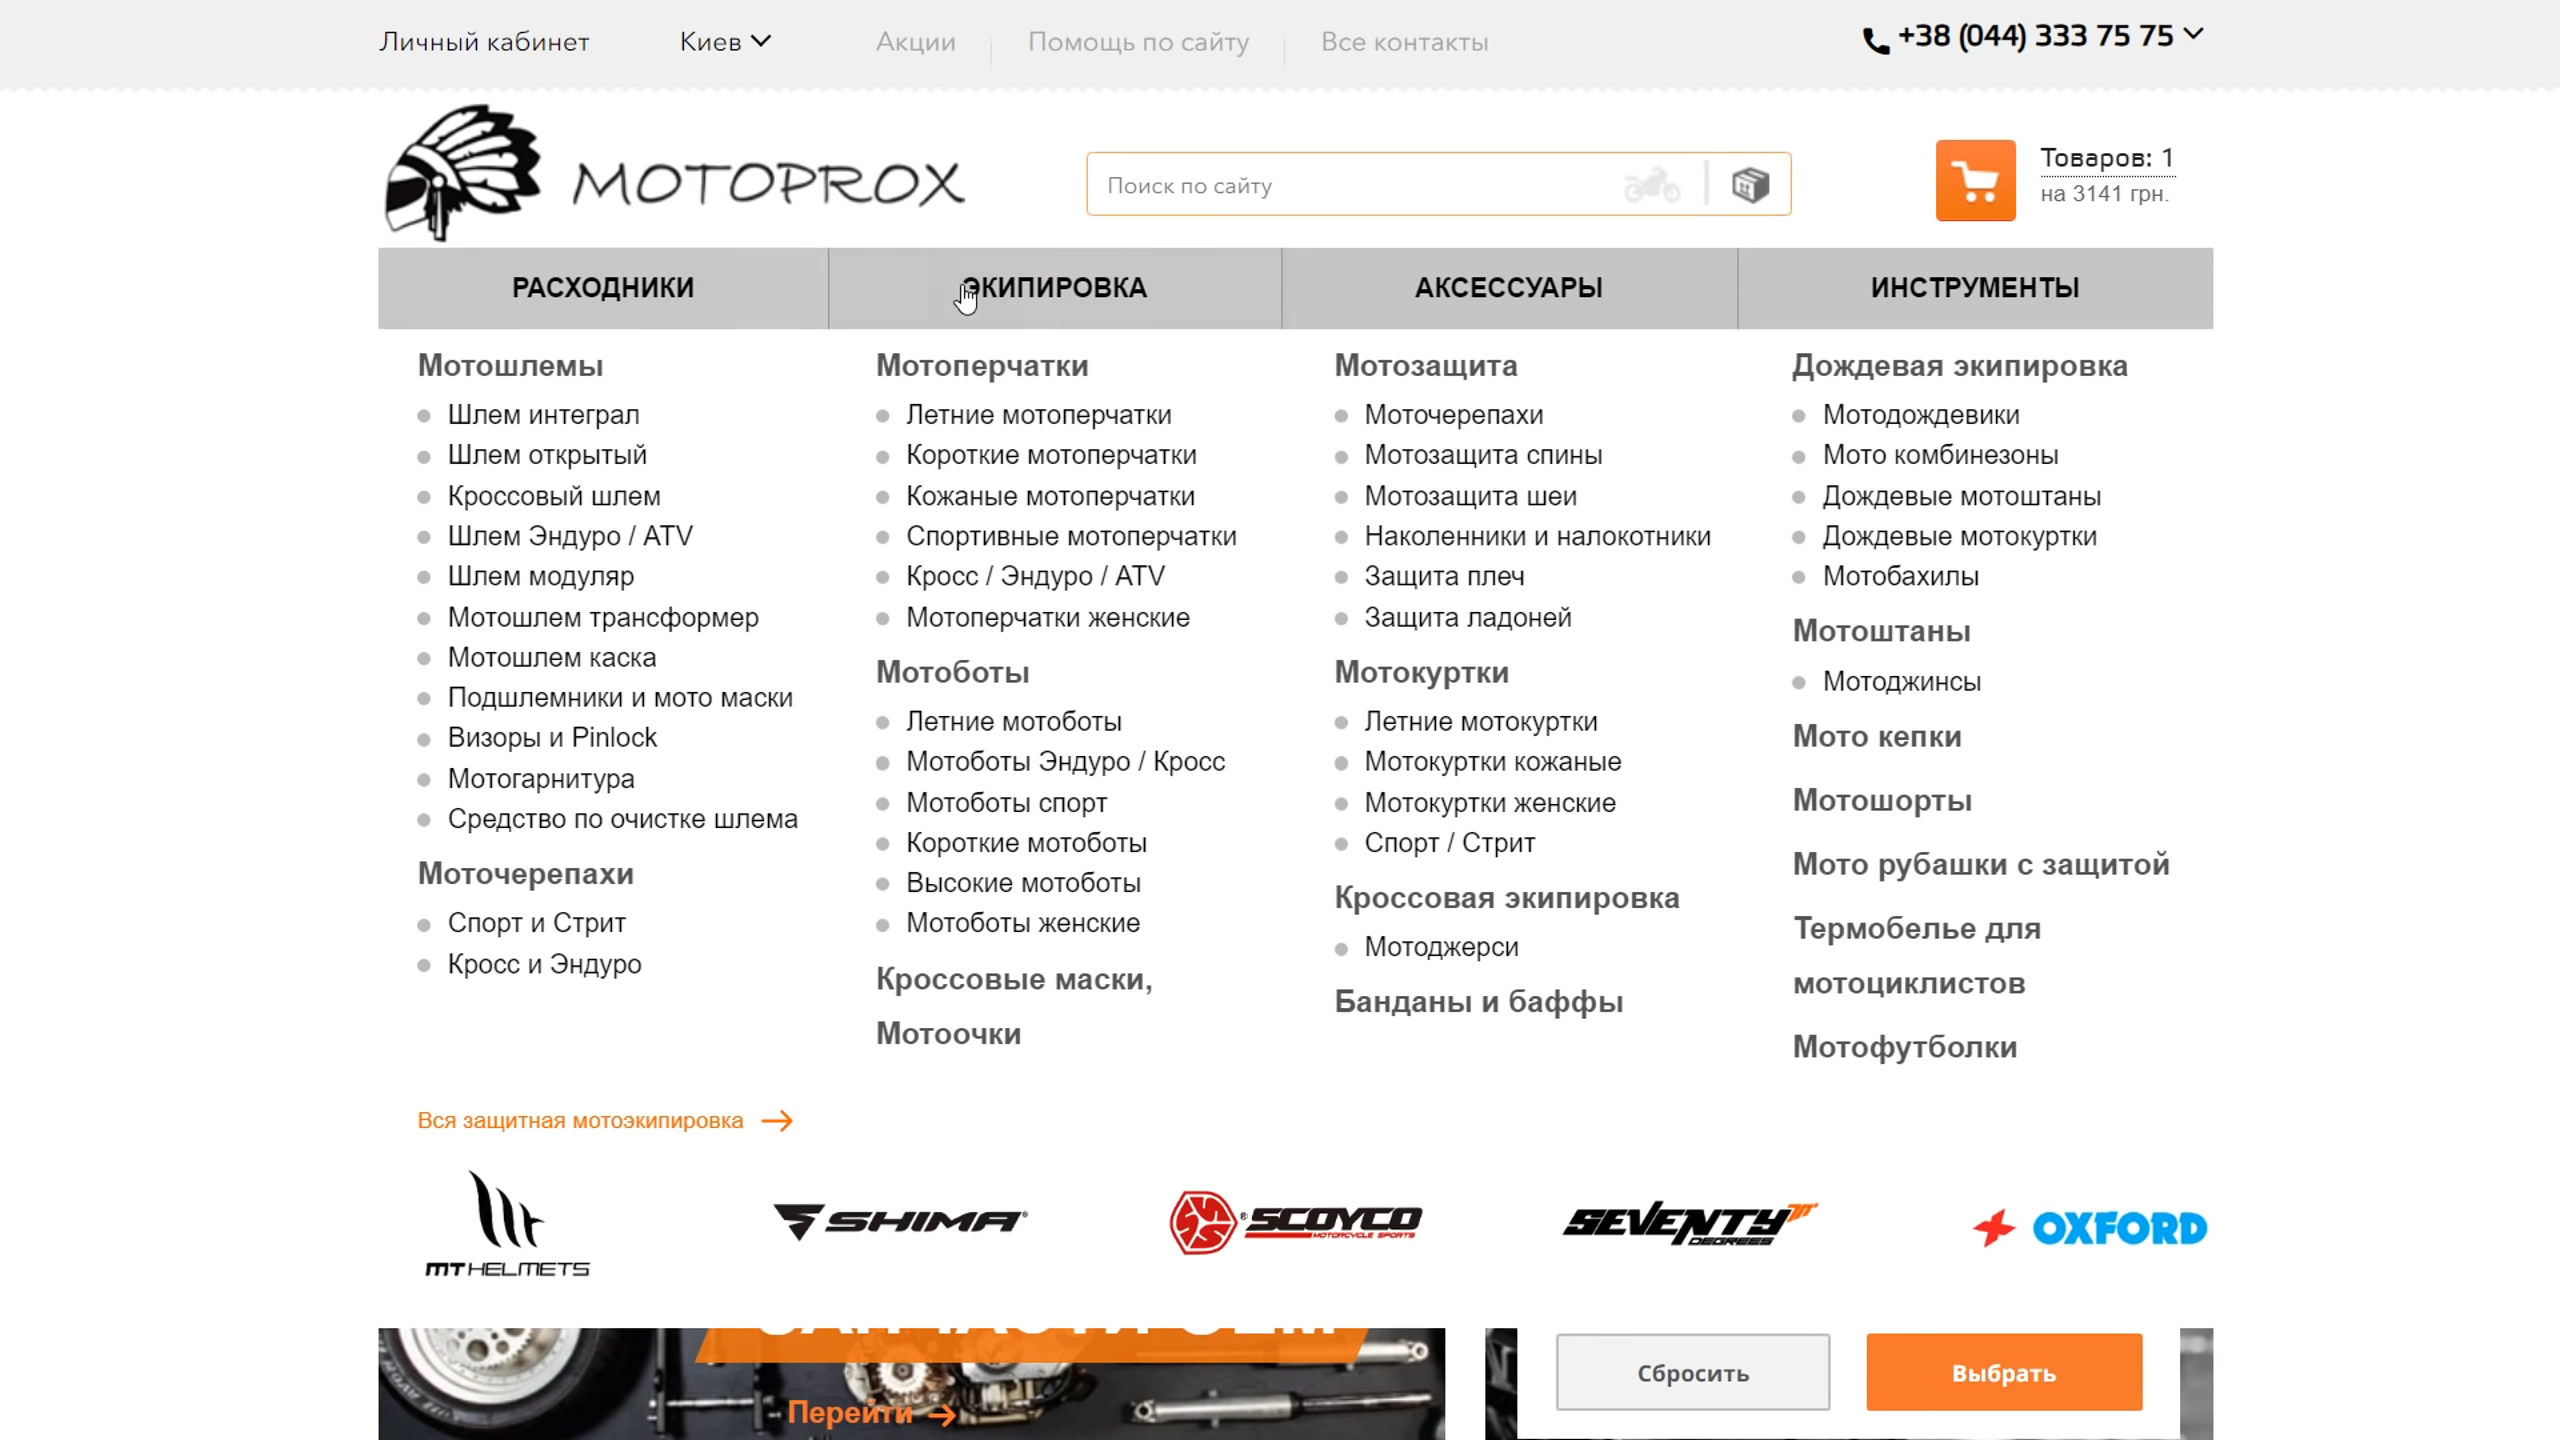 Личный кабинет
Киев
Акции
Помощь по сайту
Все контакты
+38 (044) 333 75 75
MOTOPROX
Поиск по сайту
Товаров: 1
на 3141 грн.
РАСХОДНИКИ
ЭКИПИРОВКА
АКСЕССУАРЫ
ИНСТРУМЕНТЫ
Мотошлемы
Шлем интеграл
Шлем открытый
Кроссовый шлем
Шлем Эндуро / ATV
Шлем модуляр
Мотошлем трансформер
Мотошлем каска
Подшлемники и мото маски
Визоры и Pinlock
Мотогарнитура
Средство по очистке шлема
Моточерепахи
Спорт и Стрит
Кросс и Эндуро
Мотоперчатки
Летние мотоперчатки
Короткие мотоперчатки
Кожаные мотоперчатки
Спортивные мотоперчатки
Кросс / Эндуро / ATV
Мотоперчатки женские
Мотоботы
Летние мотоботы
Мотоботы Эндуро / Кросс
Мотоботы спорт
Короткие мотоботы
Высокие мотоботы
Мотоботы женские
Кроссовые маски,
Мотоочки
Мотозащита
Моточерепахи
Мотозащита спины
Мотозащита шеи
Наколенники и налокотники
Защита плеч
Защита ладоней
Мотокуртки
Летние мотокуртки
Мотокуртки кожаные
Мотокуртки женские
Спорт / Стрит
Кроссовая экипировка
Мотоджерси
Банданы и баффы
Дождевая экипировка
Мотодождевики
Мото комбинезоны
Дождевые мотоштаны
Дождевые мотокуртки
Мотобахилы
Мотоштаны
Мотоджинсы
Мото кепки
Мотошорты
Мото рубашки с защитой
Термобелье для
мотоциклистов
Мотофутболки
Вся защитная мотоэкипировка
MT HELMETS
SHIMA®
® SCOYCO
MOTORCYCLE SPORTS
SEVENTY
DEGREES
OXFORD
Перейти
Сбросить
Выбрать